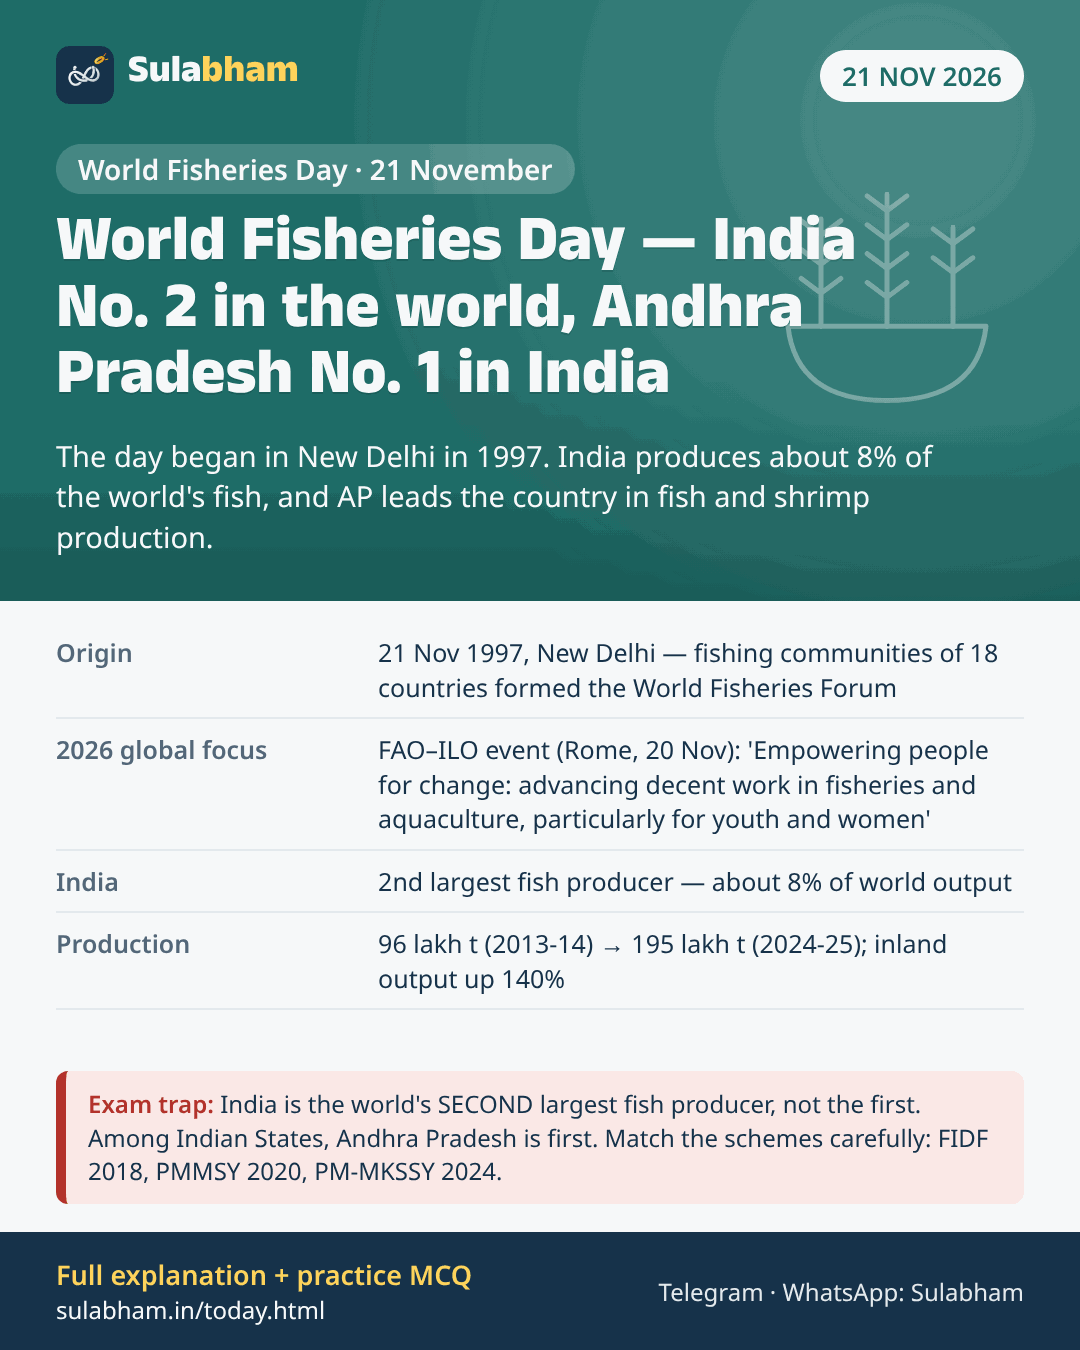 Sulabham
21 NOV 2026
World Fisheries Day · 21 November
World Fisheries Day — India
No. 2 in the world, Andhra
Pradesh No. 1 in India
The day began in New Delhi in 1997. India produces about 8% of
the world's fish, and AP leads the country in fish and shrimp
production.
Origin
21 Nov 1997, New Delhi — fishing communities of 18
countries formed the World Fisheries Forum
2026 global focus
FAO–ILO event (Rome, 20 Nov): 'Empowering people
for change: advancing decent work in fisheries and
aquaculture, particularly for youth and women'
India
2nd largest fish producer — about 8% of world output
Production
96 lakh t (2013-14) → 195 lakh t (2024-25); inland
output up 140%
Exam trap: India is the world's SECOND largest fish producer, not the first.
Among Indian States, Andhra Pradesh is first. Match the schemes carefully: FIDF
2018, PMMSY 2020, PM-MKSSY 2024.
Full explanation + practice MCQ
sulabham.in/today.html
Telegram · WhatsApp: Sulabham